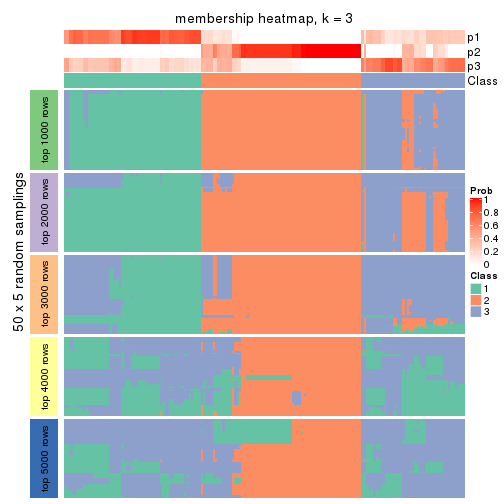 membership heatmap, k = 3
p1
p2
p3
Class
50 x 5 random samplings
top 1000 rows
top 2000 rows
top 3000 rows
top 4000 rows
top 5000 rows
Prob
1
0.8
0.6
0.4
0.2
0
Class
1
2
3